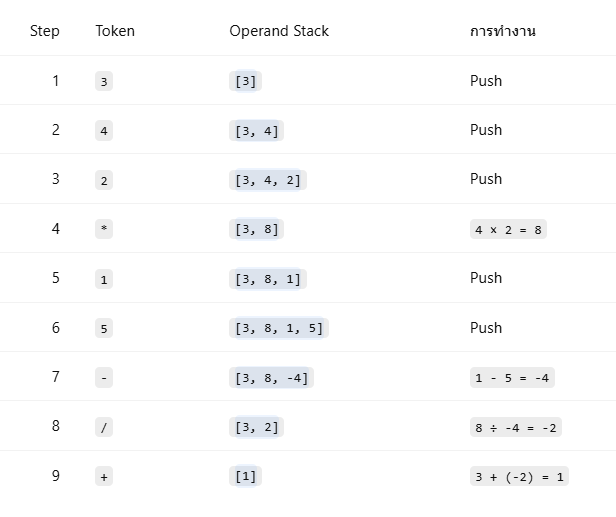 Step Token Operand Stack การทำงาน
1 3 [3] Push
2 4 [3, 4] Push
3 2 [3, 4, 2] Push
4 * [3, 8] 4 × 2 = 8
5 1 [3, 8, 1] Push
6 5 [3, 8, 1, 5] Push
7 - [3, 8, -4] 1 - 5 = -4
8 / [3, 2] 8 ÷ -4 = -2
9 + [1] 3 + (-2) = 1